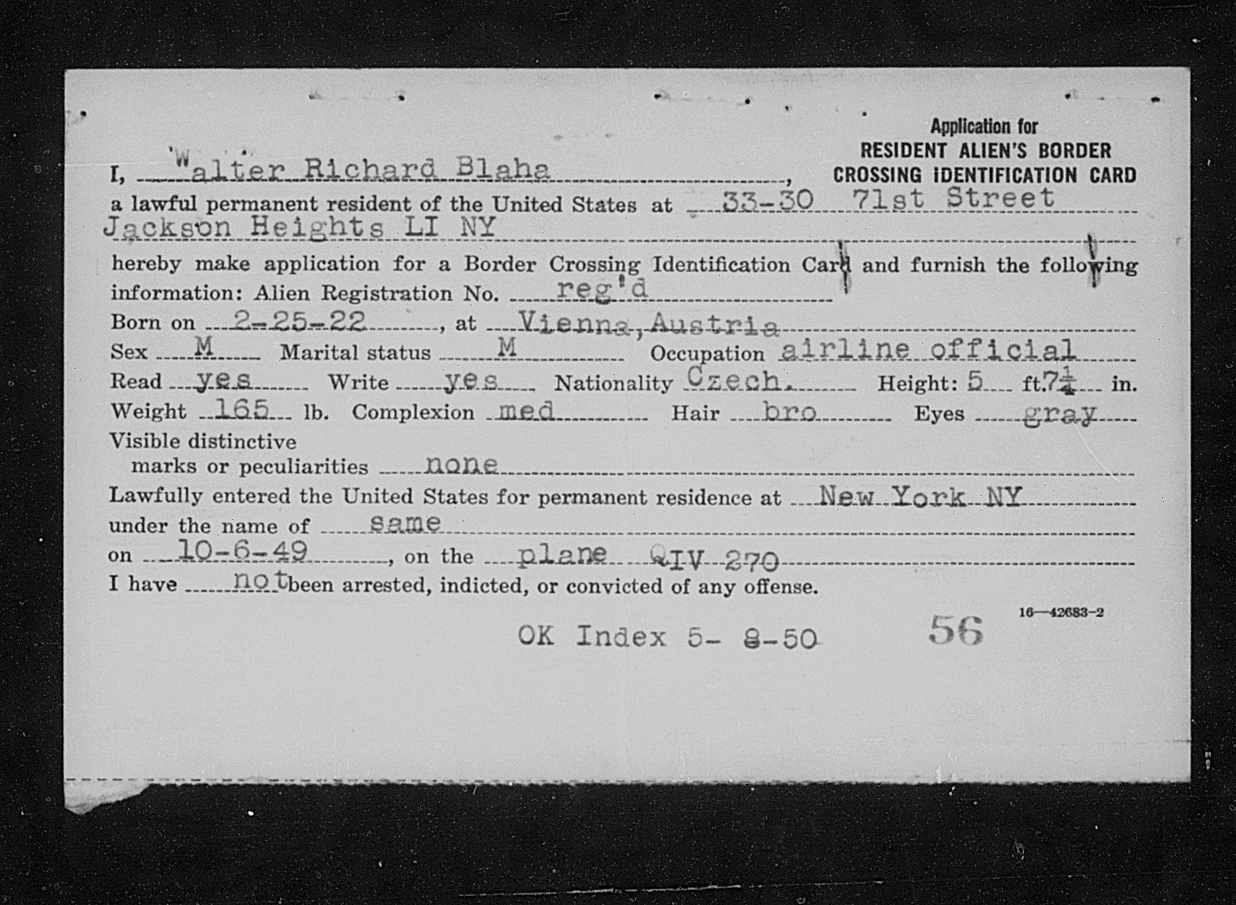 Application for
RESIDENT ALIEN'S BORDER
CROSSING IDENTIFICATION CARD
I, Walter Richard Blaha,
a lawful permanent resident of the United States at 33-30 71st Street
Jackson Heights LI NY
hereby make application for a Border Crossing Identification Card and furnish the following
information: Alien Registration No. reg'd
Born on 2-25-22, at Vienna, Austria
Sex M Marital status M Occupation airline official
Read yes Write yes Nationality Czech. Height: 5 ft. 7¼ in.
Weight 165 lb. Complexion med Hair bro Eyes gray
Visible distinctive
marks or peculiarities none
Lawfully entered the United States for permanent residence at New York NY
under the name of same
on 10-6-49, on the plane QIV 270
I have not been arrested, indicted, or convicted of any offense.
16—42683-2
OK Index 5- 8-50 56